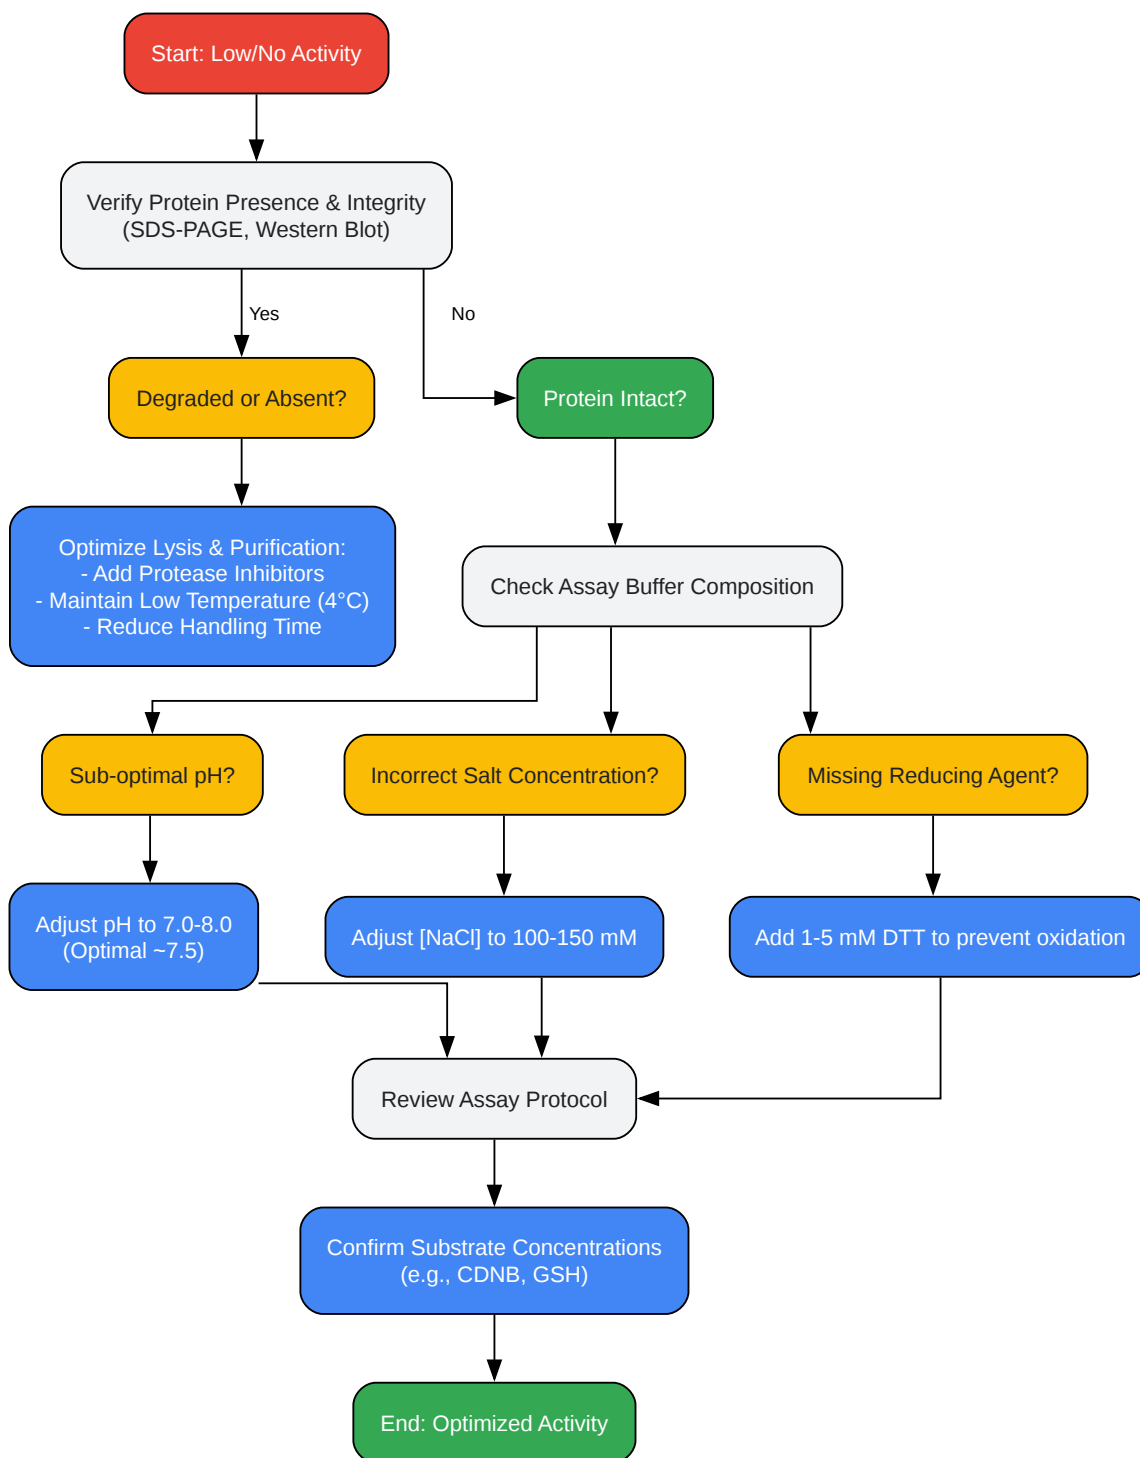 Start: Low/No Activity
Verify Protein Presence & Integrity
(SDS-PAGE, Western Blot)
Yes
No
Degraded or Absent?
Protein Intact?
Optimize Lysis & Purification:
- Add Protease Inhibitors
- Maintain Low Temperature (4°C)
- Reduce Handling Time
Check Assay Buffer Composition
Sub-optimal pH?
Incorrect Salt Concentration?
Missing Reducing Agent?
Adjust pH to 7.0-8.0
(Optimal ~7.5)
Adjust [NaCl] to 100-150 mM
Add 1-5 mM DTT to prevent oxidation
Review Assay Protocol
Confirm Substrate Concentrations
(e.g., CDNB, GSH)
End: Optimized Activity